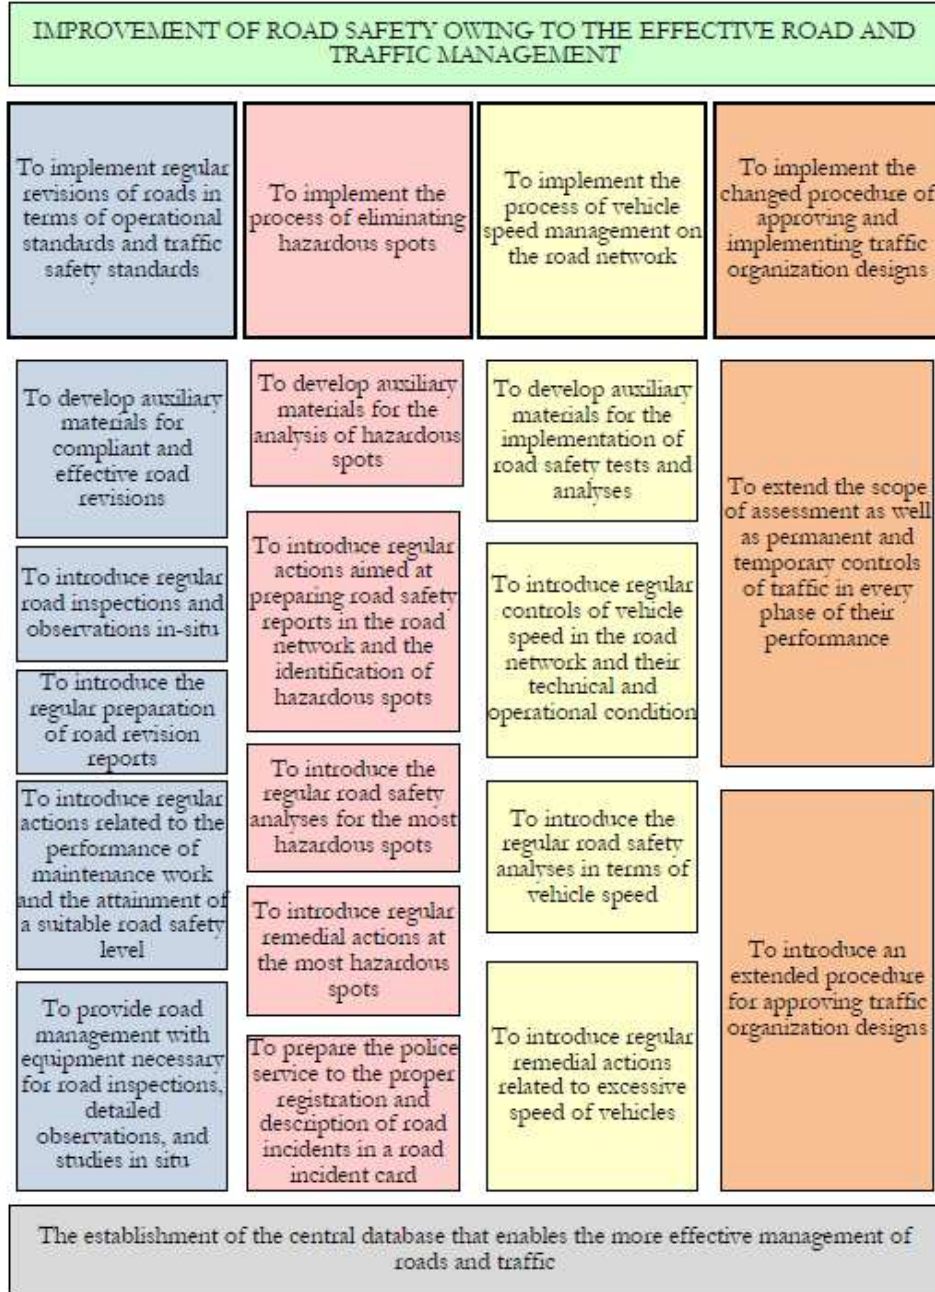 IMPROVEMENT OF ROAD SAFETY OWING TO THE EFFECTIVE ROAD AND
TRAFFIC MANAGEMENT
To implement regular
revisions of roads in
terms of operational
standards and traffic
safety standards
To implement the
process of eliminating
hazardous spots
To implement the
process of vehicle
speed management on
the road network
To implement the
changed procedure of
approving and
implementing traffic
organization designs
To develop auxiliary
materials for
compliant and
effective road
revisions
To introduce regular
road inspections and
observations in-situ
To introduce the
regular preparation
of road revision
reports
To introduce regular
actions related to the
performance of
maintenance work
and the attainment of
a suitable road safety
level
To provide road
management with
equipment necessary
for road inspections,
detailed
observations, and
studies in situ
To develop auxiliary
materials for the
analysis of hazardous
spots
To introduce regular
actions aimed at
preparing road safety
reports in the road
network and the
identification of
hazardous spots
To introduce the
regular road safety
analyses for the most
hazardous spots
To introduce regular
remedial actions at
the most hazardous
spots
To prepare the police
service to the proper
registration and
description of road
incidents in a road
incident card
To develop auxiliary
materials for the
implementation of
road safety tests and
analyses
To introduce regular
controls of vehicle
speed in the road
network and their
technical and
operational condition
To introduce the
regular road safety
analyses in terms of
vehicle speed
To introduce regular
remedial actions
related to excessive
speed of vehicles
To extend the scope
of assessment as well
as permanent and
temporary controls
of traffic in every
phase of their
performance
To introduce an
extended procedure
for approving traffic
organization designs
The establishment of the central database that enables the more effective management of
roads and traffic